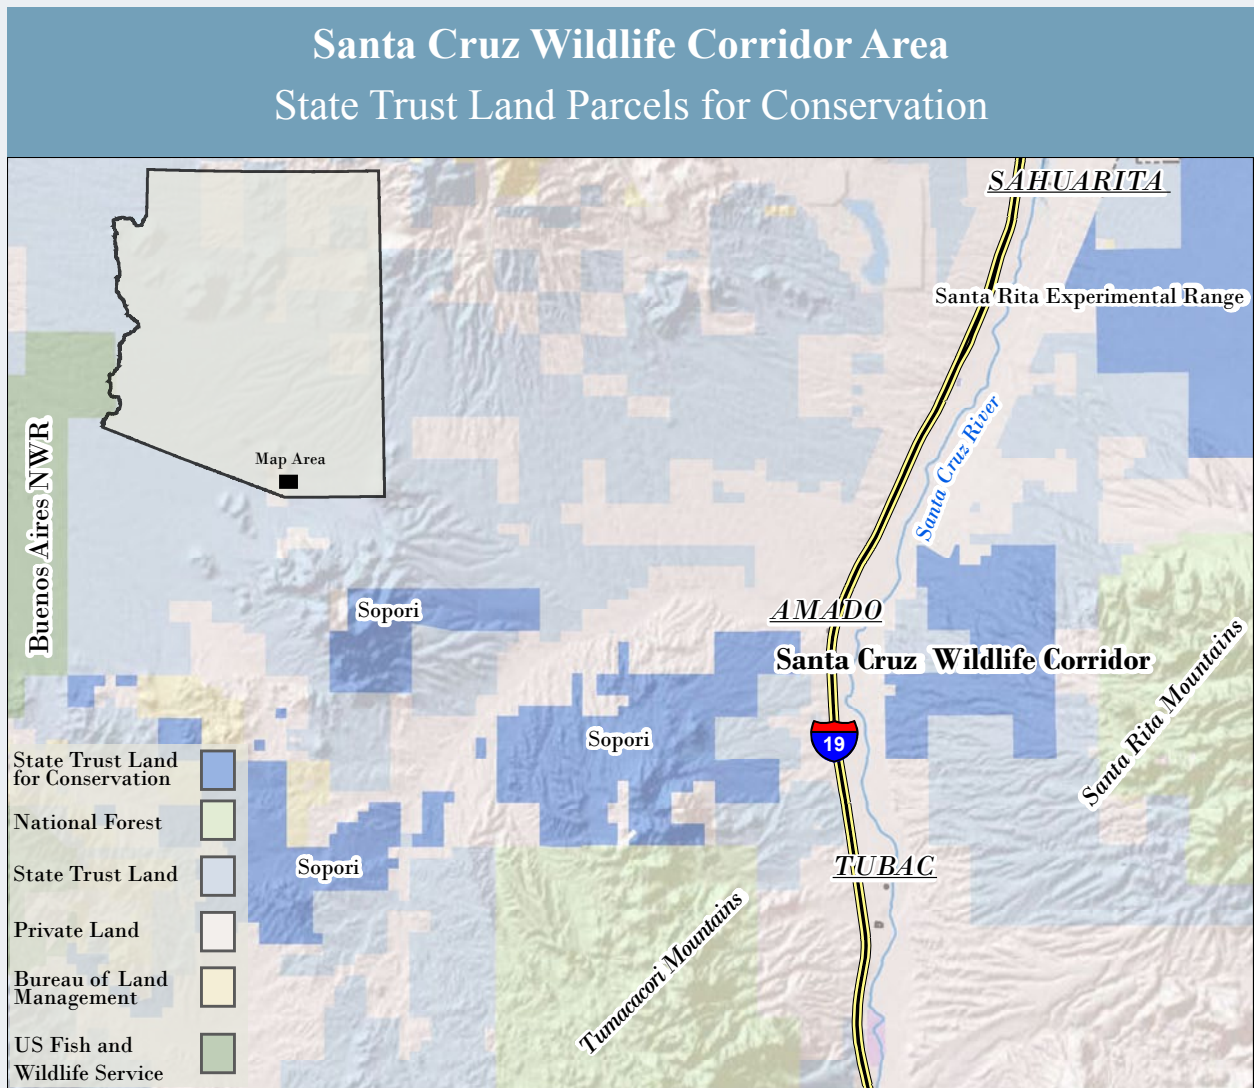 Santa Cruz Wildlife Corridor Area
State Trust Land Parcels for Conservation
SAHUARITA
Santa Rita Experimental Range
Santa Cruz River
Map Area
Buenos Aires NWR
Sopori
AMADO
Santa Cruz Wildlife Corridor
Santa Rita Mountains
Sopori
19
Sopori
TUBAC
Tumacacori Mountains
State Trust Land
for Conservation
National Forest
State Trust Land
Private Land
Bureau of Land
Management
US Fish and
Wildlife Service